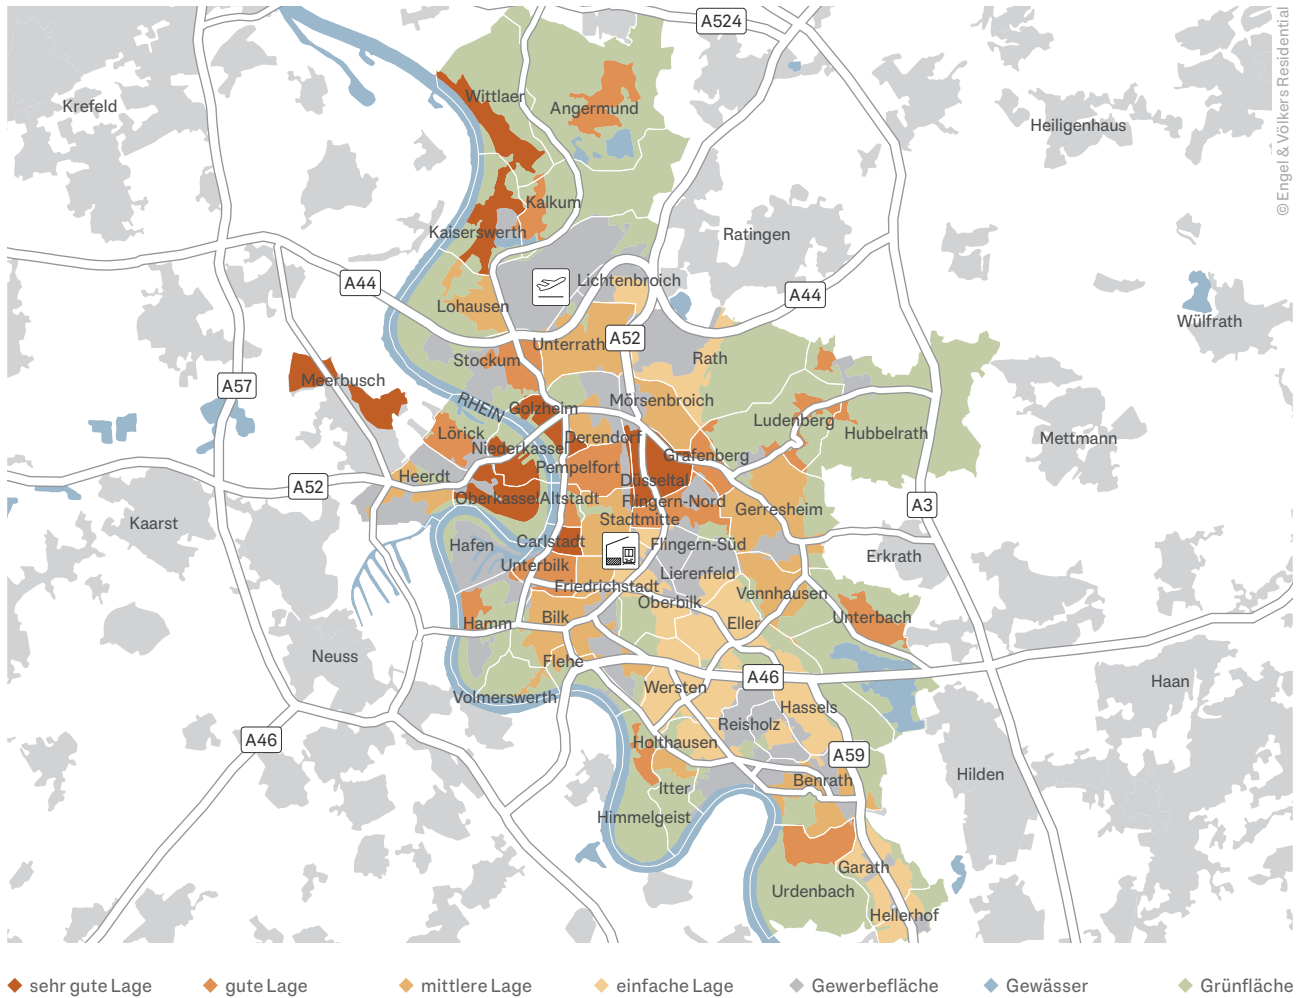 A524
© Engel & Völkers Residential
Wittlaer
Krefeld
Angermund
Heiligenhaus
Kalkum
Kaiserswerth
Ratingen
Lichtenbroich
A44
A44
Lohausen
Wülfrath
Unterrath
A52
Stockum
Rath
Meerbusch
A57
Mörsenbroich
RHEIN
Golzheim
Ludenberg
Lörick
Derendorf
Hubbelrath
Mettmann
Niederkassel
Grafenberg
Pempelfort
Heerdt
Düsseltal
A52
Oberkassel
Altstadt
Flingern-Nord
A3
Gerresheim
Stadtmitte
Kaarst
Hafen
Carlstadt
Flingern-Süd
Erkrath
Unterbilk
Lierenfeld
Friedrichstadt
Vennhausen
Oberbilk
Hamm
Bilk
Eller
Unterbach
Neuss
Flehe
A46
Haan
Wersten
Volmerswerth
Hassels
Reisholz
A46
Holthausen
A59
Hilden
Benrath
Itter
Himmelgeist
Garath
Urdenbach
Hellerhof
sehr gute Lage
gute Lage
mittlere Lage
einfache Lage
Gewerbefläche
Gewässer
Grünfläche